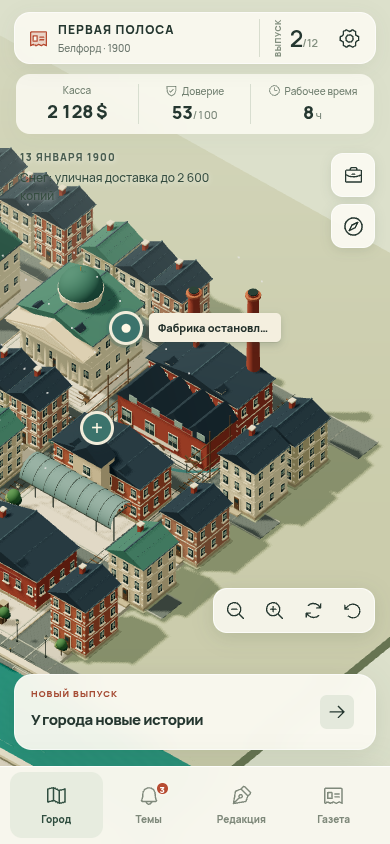 ПЕРВАЯ ПОЛОСА
Белфорд · 1900
ВЫПУСК
2/12
Касса
2 128 $
Доверие
53/100
Рабочее время
8 ч
13 ЯНВАРЯ 1900
Снег: уличная доставка до 2 600
копий
Фабрика остановл...
НОВЫЙ ВЫПУСК
У города новые истории
3
Город
Темы
Редакция
Газета